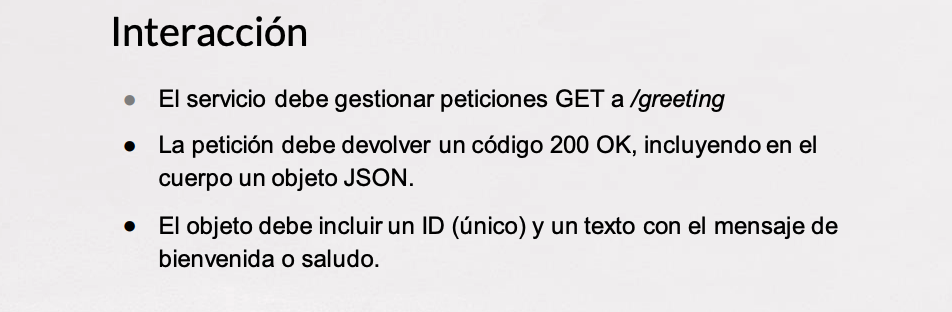 Interacción
● El servicio debe gestionar peticiones GET a /greeting
● La petición debe devolver un código 200 OK, incluyendo en el
cuerpo un objeto JSON.
● El objeto debe incluir un ID (único) y un texto con el mensaje de
bienvenida o saludo.